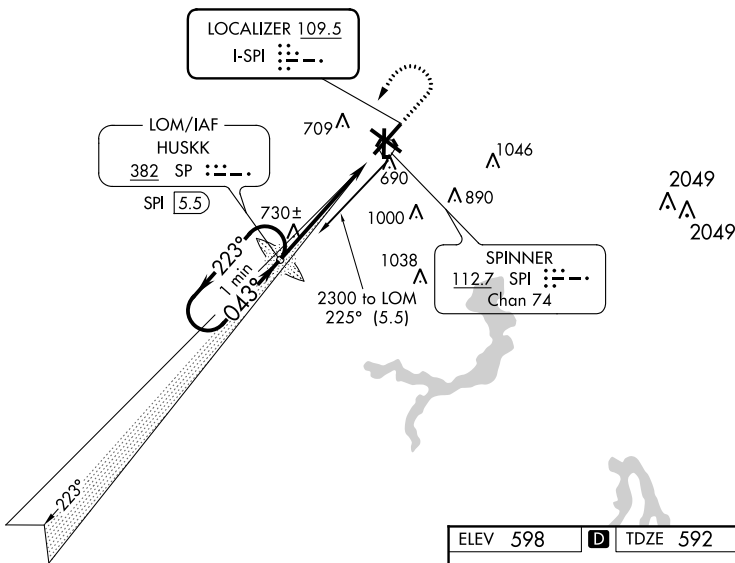 LOCALIZER 109.5
I-SPI
LOM/IAF
HUSKK
382 SP
SPI 5.5
709
1046
690
890
2049
2049
730±
1000
1038
SPINNER
112.7 SPI
Chan 74
223°
1 min
043°
2300 to LOM
225° (5.5)
223°
ELEV 598 D TDZE 592